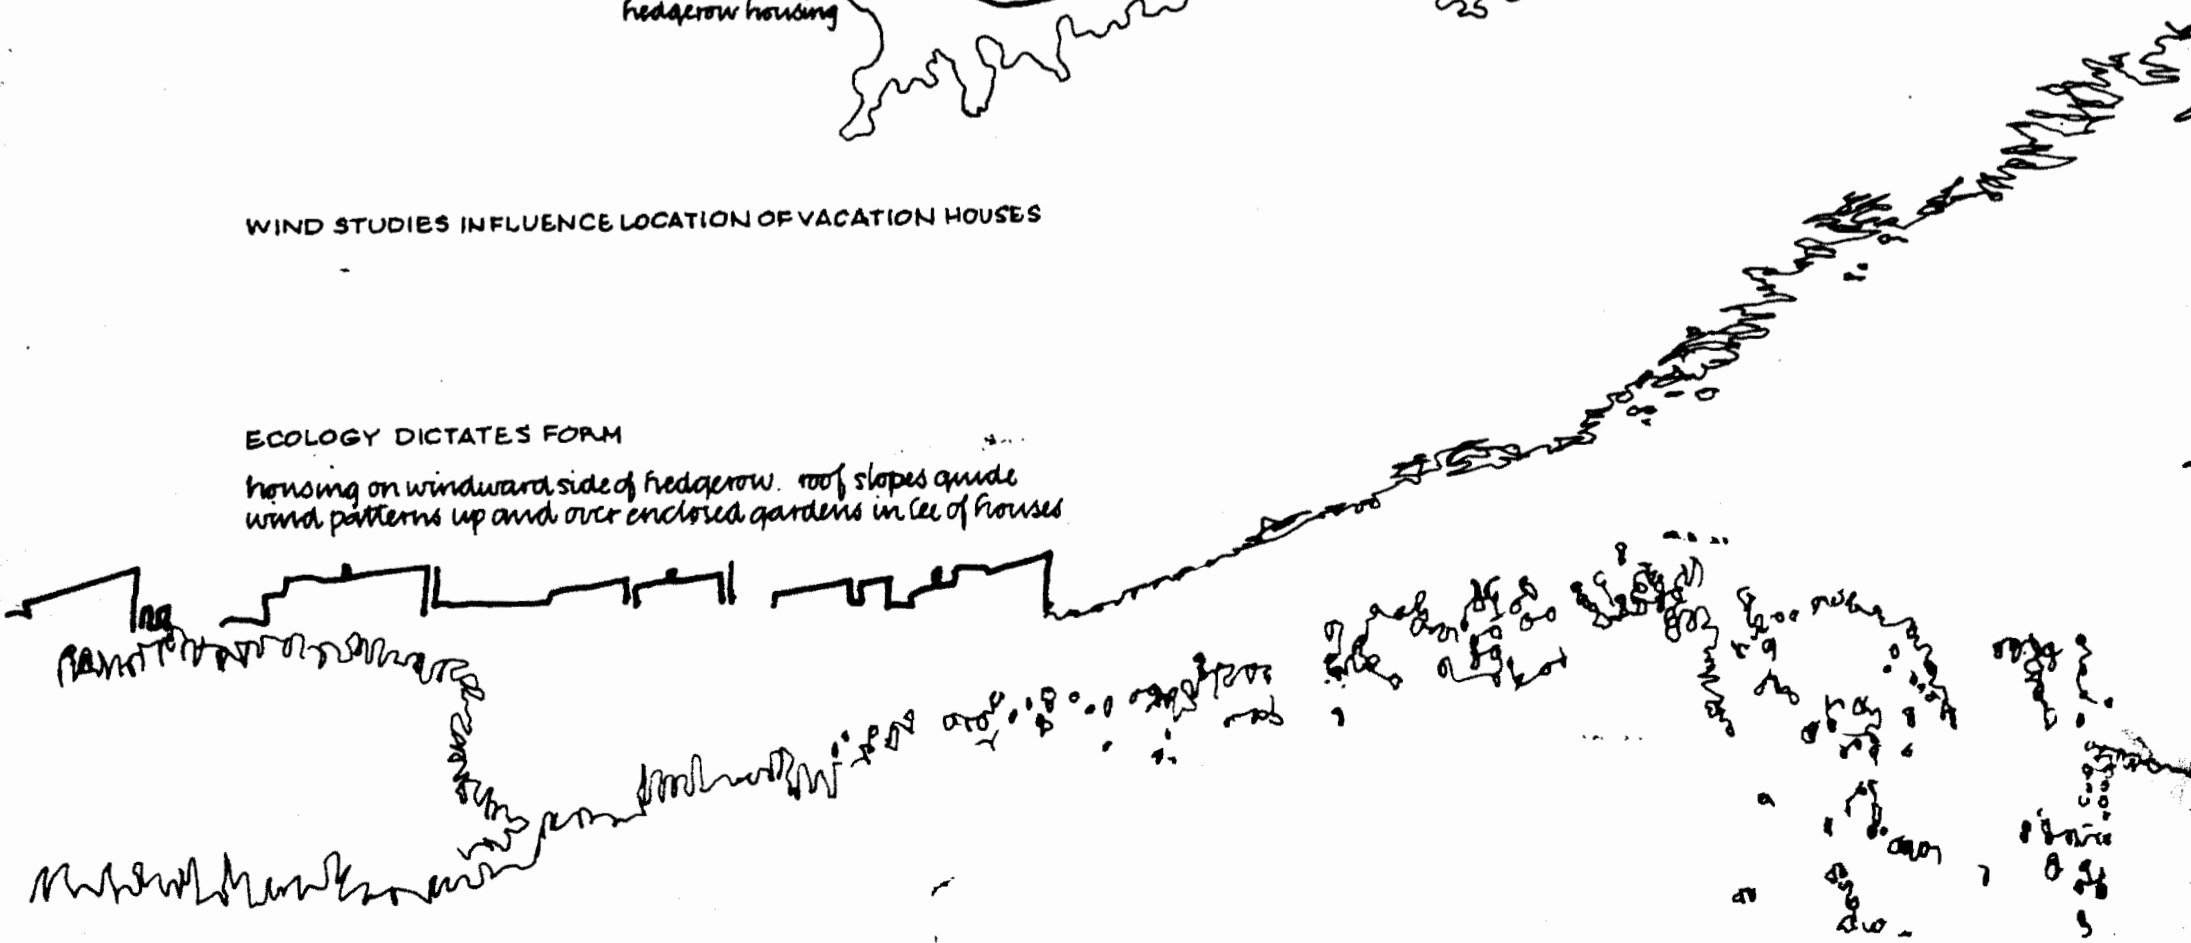 hedgerow housing
WIND STUDIES INFLUENCE LOCATION OF VACATION HOUSES
ECOLOGY DICTATES FORM
housing on windward side of hedgerow. roof slopes guide
wind patterns up and over enclosed gardens in lee of houses